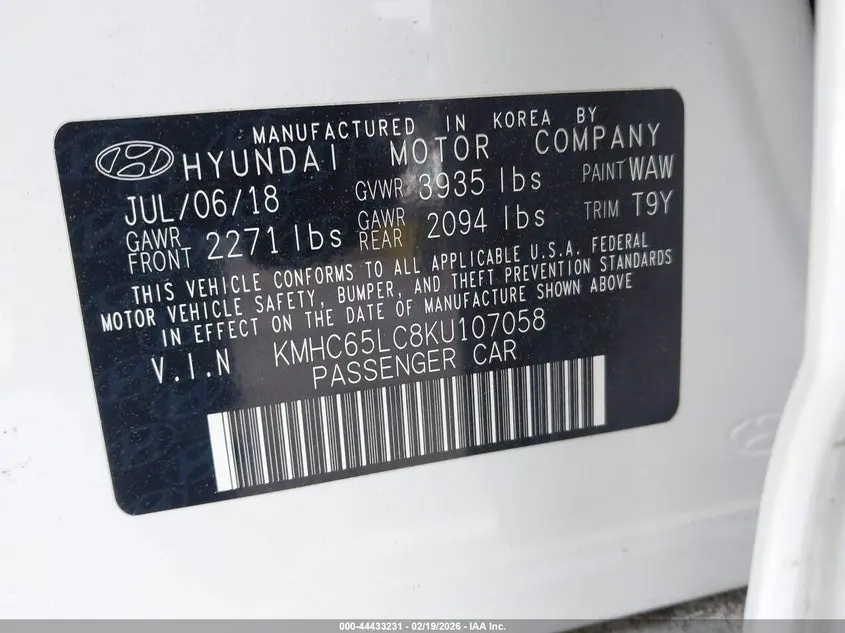 MANUFACTURED IN KOREA BY
HYUNDAI MOTOR COMPANY
JUL/06/18 GVWR 3935 lbs PAINT WAW
GAWR FRONT 2271 lbs GAWR REAR 2094 lbs TRIM T9Y
THIS VEHICLE CONFORMS TO ALL APPLICABLE U.S.A. FEDERAL
MOTOR VEHICLE SAFETY, BUMPER, AND THEFT PREVENTION STANDARDS
IN EFFECT ON THE DATE OF MANUFACTURE SHOWN ABOVE
V.I.N KMHC65LC8KU107058
PASSENGER CAR
000-44433231 - 02/19/2026 - IAA Inc.